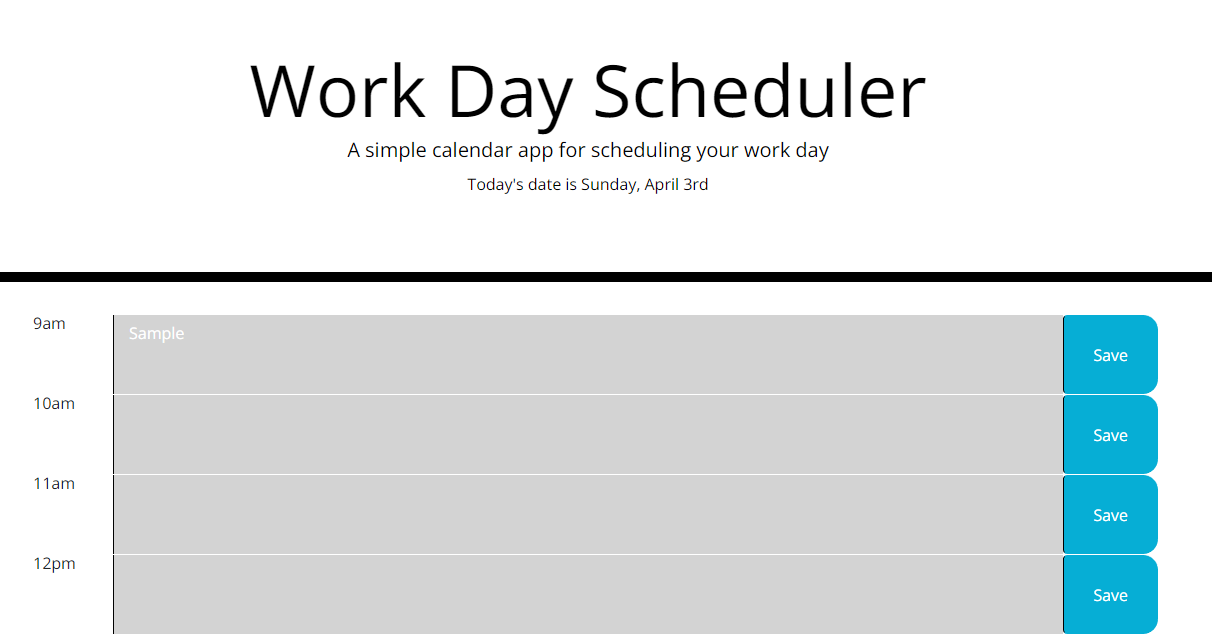 Work Day Scheduler
A simple calendar app for scheduling your work day
Today's date is Sunday, April 3rd
9am
Sample
Save
10am
Save
11am
Save
12pm
Save